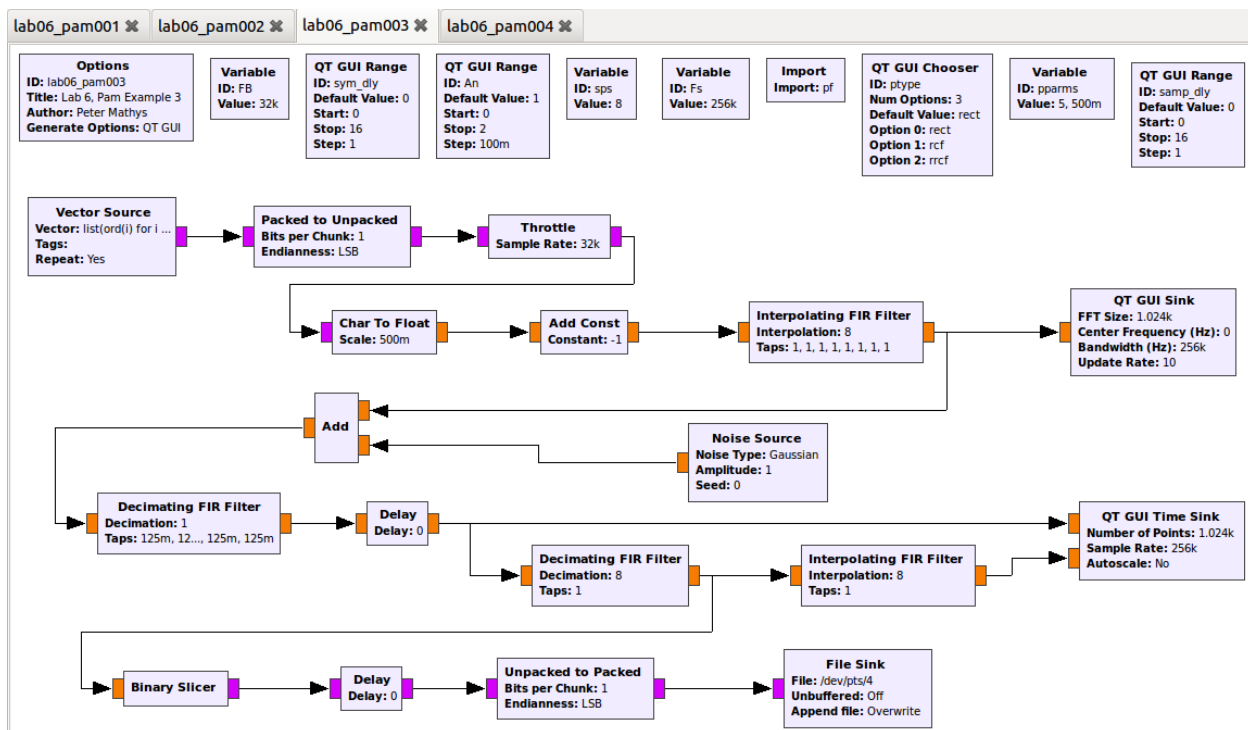 lab06_pam001
lab06_pam002
lab06_pam003
lab06_pam004
Options
ID: lab06_pam003
Title: Lab 6, Pam Example 3
Author: Peter Mathys
Generate Options: QT GUI
Variable
ID: FB
Value: 32k
QT GUI Range
ID: sym_dly
Default Value: 0
Start: 0
Stop: 16
Step: 1
QT GUI Range
ID: An
Default Value: 1
Start: 0
Stop: 2
Step: 100m
Variable
ID: sps
Value: 8
Variable
ID: Fs
Value: 256k
Import
Import: pf
QT GUI Chooser
ID: ptype
Num Options: 3
Default Value: rect
Option 0: rect
Option 1: rcf
Option 2: rrcf
Variable
ID: pparms
Value: 5, 500m
QT GUI Range
ID: samp_dly
Default Value: 0
Start: 0
Stop: 16
Step: 1
Vector Source
Vector: list(ord(i) for i ...
Tags:
Repeat: Yes
Packed to Unpacked
Bits per Chunk: 1
Endianness: LSB
Throttle
Sample Rate: 32k
Char To Float
Scale: 500m
Add Const
Constant: -1
Interpolating FIR Filter
Interpolation: 8
Taps: 1, 1, 1, 1, 1, 1, 1, 1
QT GUI Sink
FFT Size: 1.024k
Center Frequency (Hz): 0
Bandwidth (Hz): 256k
Update Rate: 10
Add
Noise Source
Noise Type: Gaussian
Amplitude: 1
Seed: 0
Decimating FIR Filter
Decimation: 1
Taps: 125m, 12..., 125m, 125m
Delay
Delay: 0
QT GUI Time Sink
Number of Points: 1.024k
Sample Rate: 256k
Autoscale: No
Decimating FIR Filter
Decimation: 8
Taps: 1
Interpolating FIR Filter
Interpolation: 8
Taps: 1
Binary Slicer
Delay
Delay: 0
Unpacked to Packed
Bits per Chunk: 1
Endianness: LSB
File Sink
File: /dev/pts/4
Unbuffered: Off
Append file: Overwrite